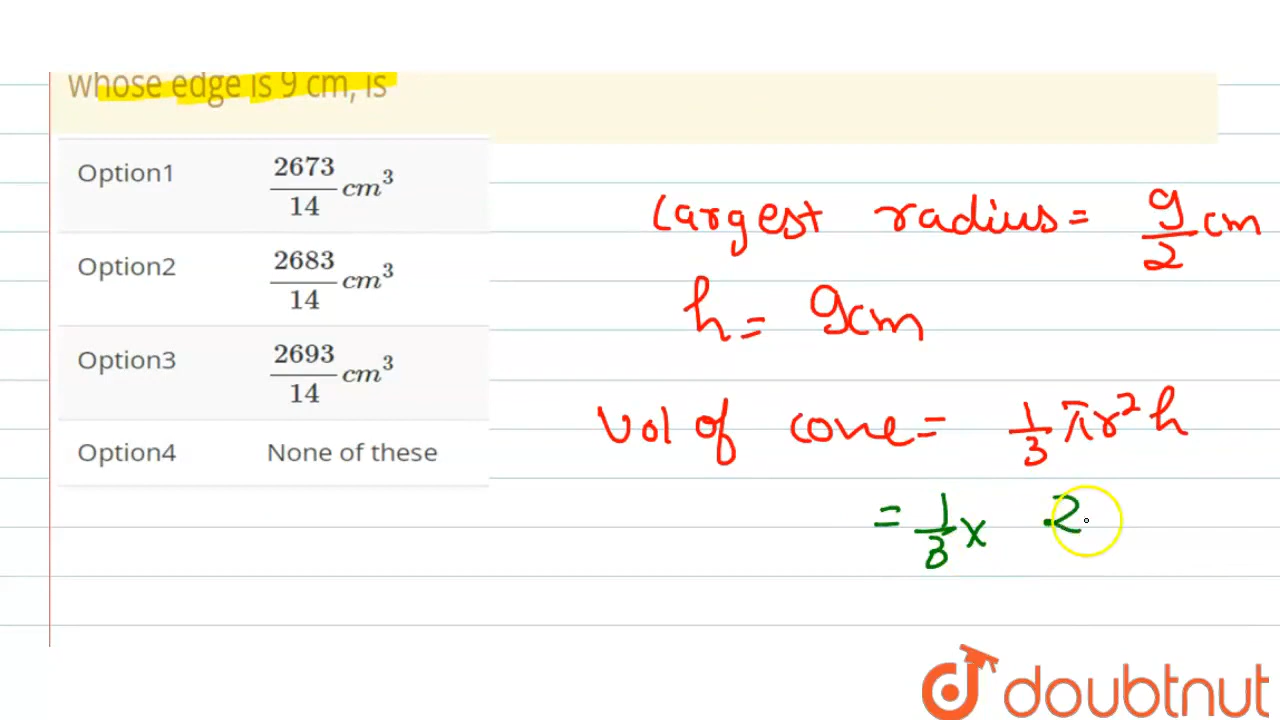 whose edge is 9 cm, is
Option1 2673/14 cm³
Option2 2683/14 cm³
Option3 2693/14 cm³
Option4 None of these
Largest radius = 9/2 cm
h = 9cm
Vol of cone = 1/3 πr²h
= 1/3 × 2
doubtnut